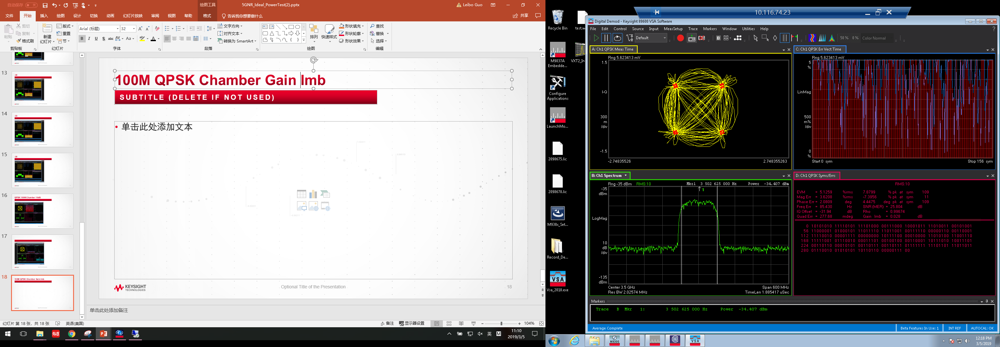 自动保存 关
绘图工具
5GNR_Ideal_PowerTest(2).pptx
Leibo Guo
文件 开始 插入 绘图 设计 切换 动画 幻灯片放映 审阅 视图 帮助 格式 告诉我你想要做什么 共享
粘贴
剪切
复制
格式刷
剪贴板
新建
幻灯片
版式
重置
节
幻灯片
Arial (标题) 32
B I U S abc AV Aa A
字体
文字方向
对齐文本
转换为 SmartArt
段落
排列 快速样式
形状填充
形状轮廓
形状效果
绘图
查找
替换
选择
编辑
13
14
15
16
QPSK 100M Chamber 10dB
17
18
100M QPSK Chamber Gain Imb
100M QPSK Chamber Gain Imb
SUBTITLE (DELETE IF NOT USED)
• 单击此处添加文本
KEYSIGHT
TECHNOLOGIES
Optional Title of the Presentation
18
单击此处添加备注
幻灯片 第 18 张，共 18 张 英语(美国)
备注 显示器设置 104%
有道
英 M
11:10
2019/3/5
Recycle Bin
M9037A
Embedde...
Configure
Applications
LaunchMo...
2098675.lic
2098678.lic
M938x_Set...
Record_De...
VSA
Vsa_2018.exe
test.w
VXT2_In
10.116.74.23
Digital Demod - Keysight 89600 VSA Software
File Edit Control Source Input MeasSetup Trace Markers Window Utilities Help
Default
B
50 % 0 % Color Normal
A: Ch1 QPSK Meas Time
Rng 5.623413 mV
1.5
I-Q
300
m
/div
-1.5
-2.74835526
2.748355263
C: Ch1 QPSK Err Vect Time
Rng 5.623413 mV
5
%
LinMag
500
m%
/div
0
%
Start 0 sym
Stop 156 sym
B: Ch1 Spectrum
Rng -35 dBm RMS:10 Mkr1 3 502 625 000 Hz Power -34.407 dBm
1
-35
dBm
LogMag
10
dB
/div
-135
dBm
Center 3.5 GHz
Span 600 MHz
Res BW 2.02574 MHz
TimeLen 1.885417 uSec
D: Ch1 QPSK Syms/Errs
RMS:10
EVM = 5.1259 %rms 7.8799 % pk at sym 109
Mag Err = 3.6208 %rms -7.3956 % pk at sym 11
Phase Err = 2.0809 deg 4.4475 deg pk at sym 109
Freq Err = 85.430 Hz SNR(MER) = 25.804 dB
IQ Offset = -31.94 dB Rho = 0.99674
Quad Err = 277.68 mdeg Gain Imb = 0.028 dB
0 10101010 11110101 11101000 00111000 10001011 11010011 00101001
56 11000001 01000101 11011110 11011001 00111110 00000110 00110001
112 11110010 00001111 00000000 10111100 00010000 11010100 11001110
168 11111001 01110010 00011101 00100100 00110001 10111010 10011101
224 00110110 00010101 00110111 00110111 01111111 11101101 11011011
280 01110010 01010101 10110110 00000111 00
Markers
Trace B Mkr 1: 3 502 625 000 Hz Power -34.407 dBm
Average Complete
Beta Features In Use: 1 INT REF AUTOCAL: OK
M9300
VSA
12:18 PM
3/5/2019